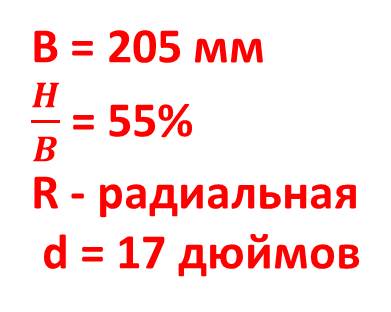 B = 205 мм
H/B = 55%
R - радиальная
d = 17 дюймов